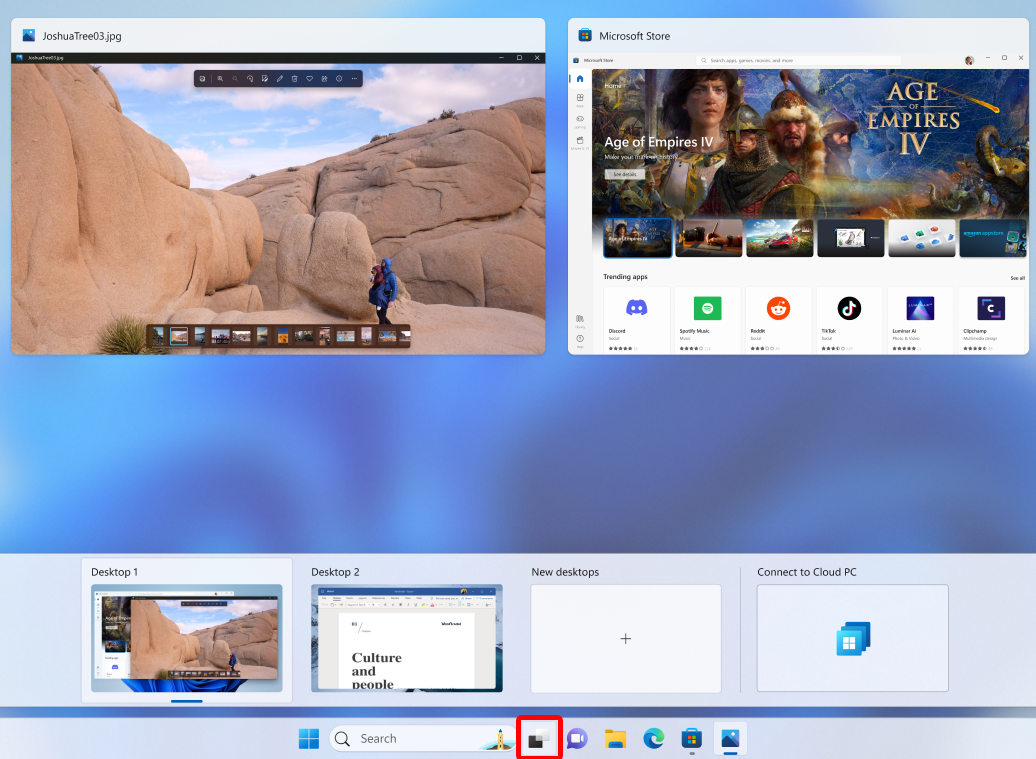 JoshuaTree03.jpg
JoshuaTree03.jpg
Microsoft Store
Microsoft Store
Search apps, games, movies, and more
Home
AGE
OF
EMPIRES
IV
Age of Empires IV
Make your mark on history
See details
Age of Empires IV
amazon appstore
Trending apps
See all
Discord
Social
Spotify Music
Music
Reddit
Social
TikTok
Social
Luminar AI
Photo & Video
Clipchamp
Multimedia design
Desktop 1
Desktop 2
New desktops
Connect to Cloud PC
Culture
and
people
Search